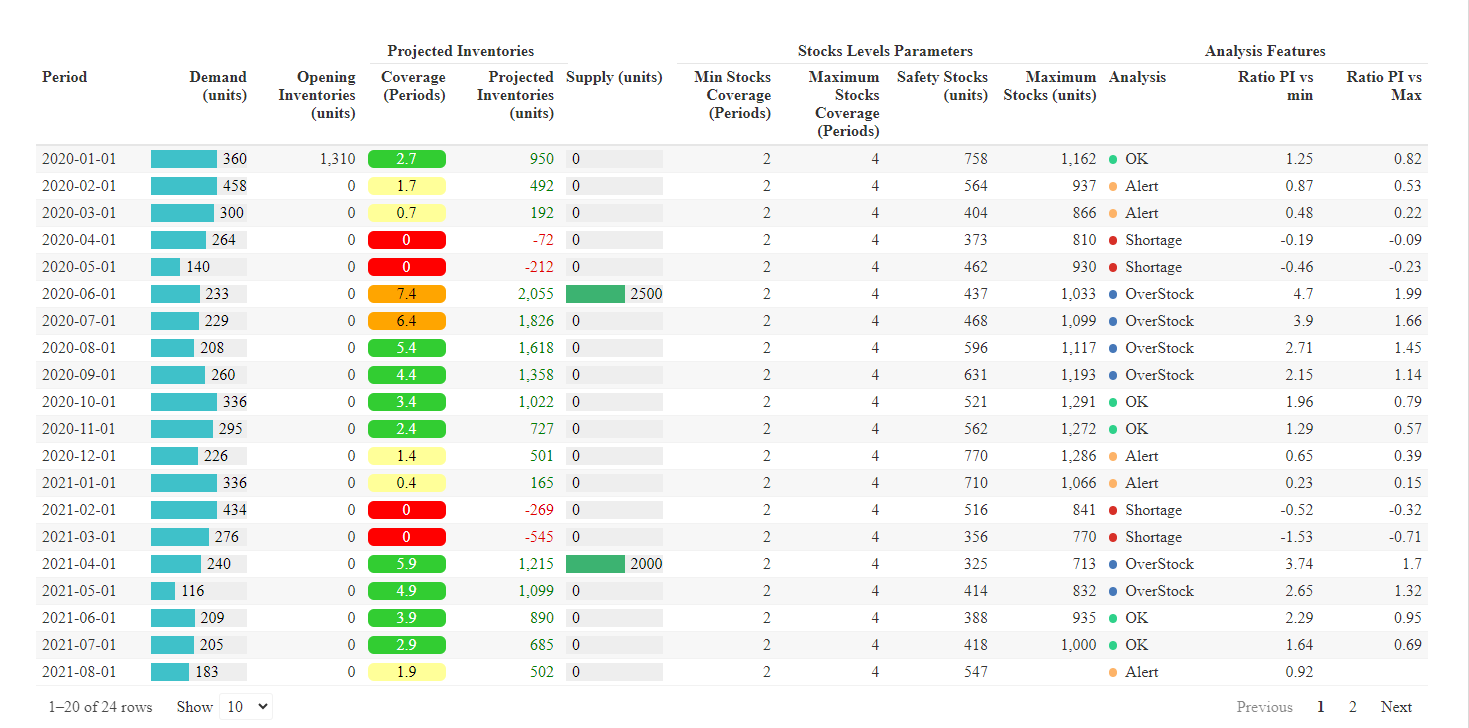 Projected Inventories Stocks Levels Parameters Analysis Features
Period Demand Opening Coverage Projected Supply (units) Min Stocks Maximum Safety Stocks Maximum Analysis Ratio PI vs Ratio PI vs
(units) Inventories (Periods) Inventories Coverage Stocks (units) Stocks (units) min Max
(units) (units) (Periods) Coverage
(Periods)
2020-01-01 360 1,310 2.7 950 0 2 4 758 1,162 OK 1.25 0.82
2020-02-01 458 0 1.7 492 0 2 4 564 937 Alert 0.87 0.53
2020-03-01 300 0 0.7 192 0 2 4 404 866 Alert 0.48 0.22
2020-04-01 264 0 0 -72 0 2 4 373 810 Shortage -0.19 -0.09
2020-05-01 140 0 0 -212 0 2 4 462 930 Shortage -0.46 -0.23
2020-06-01 233 0 7.4 2,055 2500 2 4 437 1,033 OverStock 4.7 1.99
2020-07-01 229 0 6.4 1,826 0 2 4 468 1,099 OverStock 3.9 1.66
2020-08-01 208 0 5.4 1,618 0 2 4 596 1,117 OverStock 2.71 1.45
2020-09-01 260 0 4.4 1,358 0 2 4 631 1,193 OverStock 2.15 1.14
2020-10-01 336 0 3.4 1,022 0 2 4 521 1,291 OK 1.96 0.79
2020-11-01 295 0 2.4 727 0 2 4 562 1,272 OK 1.29 0.57
2020-12-01 226 0 1.4 501 0 2 4 770 1,286 Alert 0.65 0.39
2021-01-01 336 0 0.4 165 0 2 4 710 1,066 Alert 0.23 0.15
2021-02-01 434 0 0 -269 0 2 4 516 841 Shortage -0.52 -0.32
2021-03-01 276 0 0 -545 0 2 4 356 770 Shortage -1.53 -0.71
2021-04-01 240 0 5.9 1,215 2000 2 4 325 713 OverStock 3.74 1.7
2021-05-01 116 0 4.9 1,099 0 2 4 414 832 OverStock 2.65 1.32
2021-06-01 209 0 3.9 890 0 2 4 388 935 OK 2.29 0.95
2021-07-01 205 0 2.9 685 0 2 4 418 1,000 OK 1.64 0.69
2021-08-01 183 0 1.9 502 0 2 4 547 Alert 0.92
1–20 of 24 rows Show 10 Previous 1 2 Next